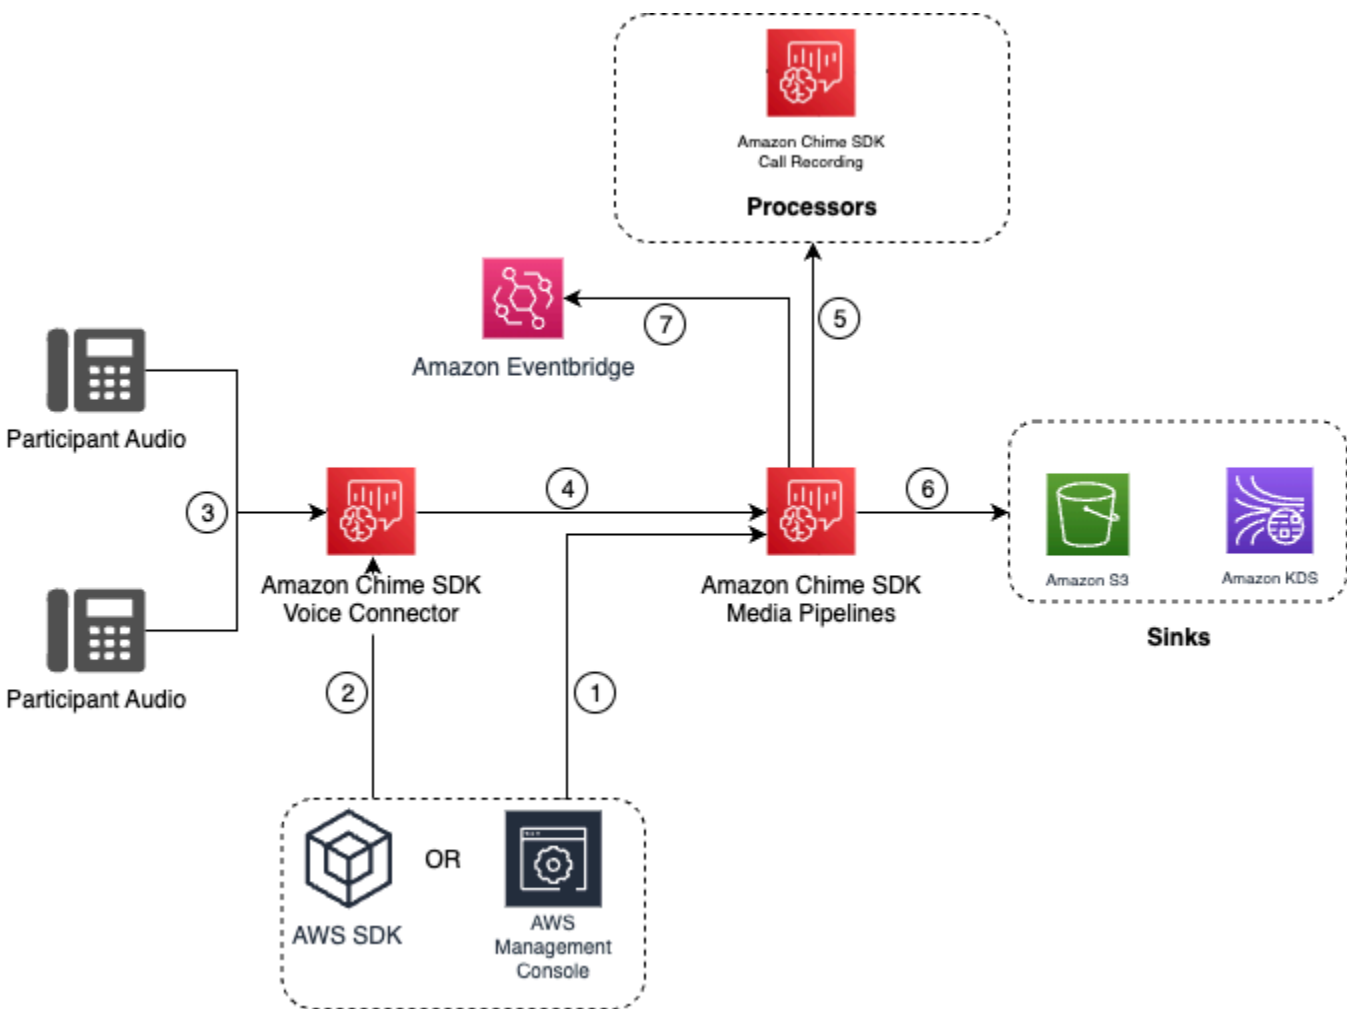 Amazon Chime SDK
Call Recording
Processors
7
5
Amazon Eventbridge
Participant Audio
3
4
6
Amazon Chime SDK
Voice Connector
Amazon Chime SDK
Media Pipelines
Amazon S3
Amazon KDS
Sinks
Participant Audio
2
1
OR
AWS SDK
AWS
Management
Console